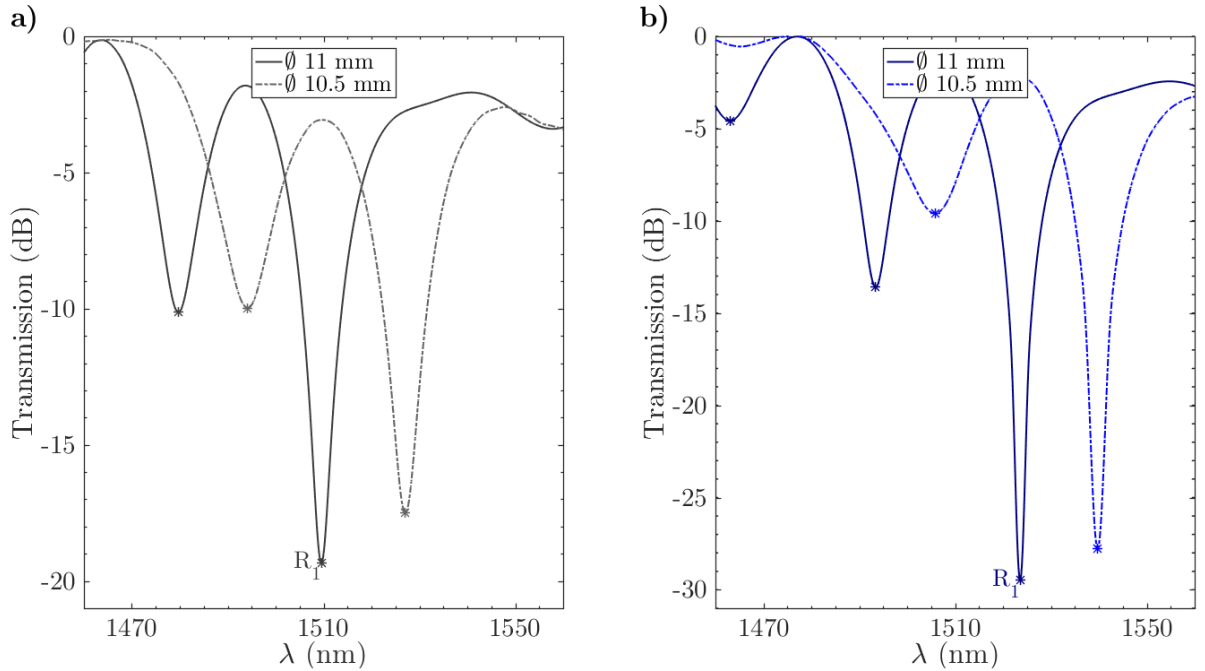 a)
Transmission (dB)
0
-5
-10
-15
-20
∅ 11 mm
∅ 10.5 mm
R₁
1470
1510
1550
λ (nm)
b)
Transmission (dB)
0
-5
-10
-15
-20
-25
-30
∅ 11 mm
∅ 10.5 mm
R₁
1470
1510
1550
λ (nm)